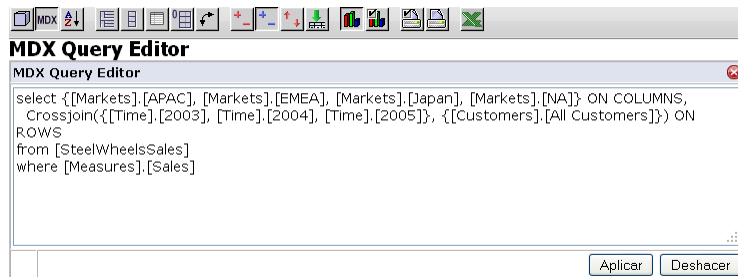 MDX
MDX Query Editor
MDX Query Editor
select {[Markets].[APAC], [Markets].[EMEA], [Markets].[Japan], [Markets].[NA]} ON COLUMNS,
Crossjoin({[Time].[2003], [Time].[2004], [Time].[2005]}, {[Customers].[All Customers]}) ON
ROWS
from [SteelWheelsSales]
where [Measures].[Sales]
Aplicar Deshacer